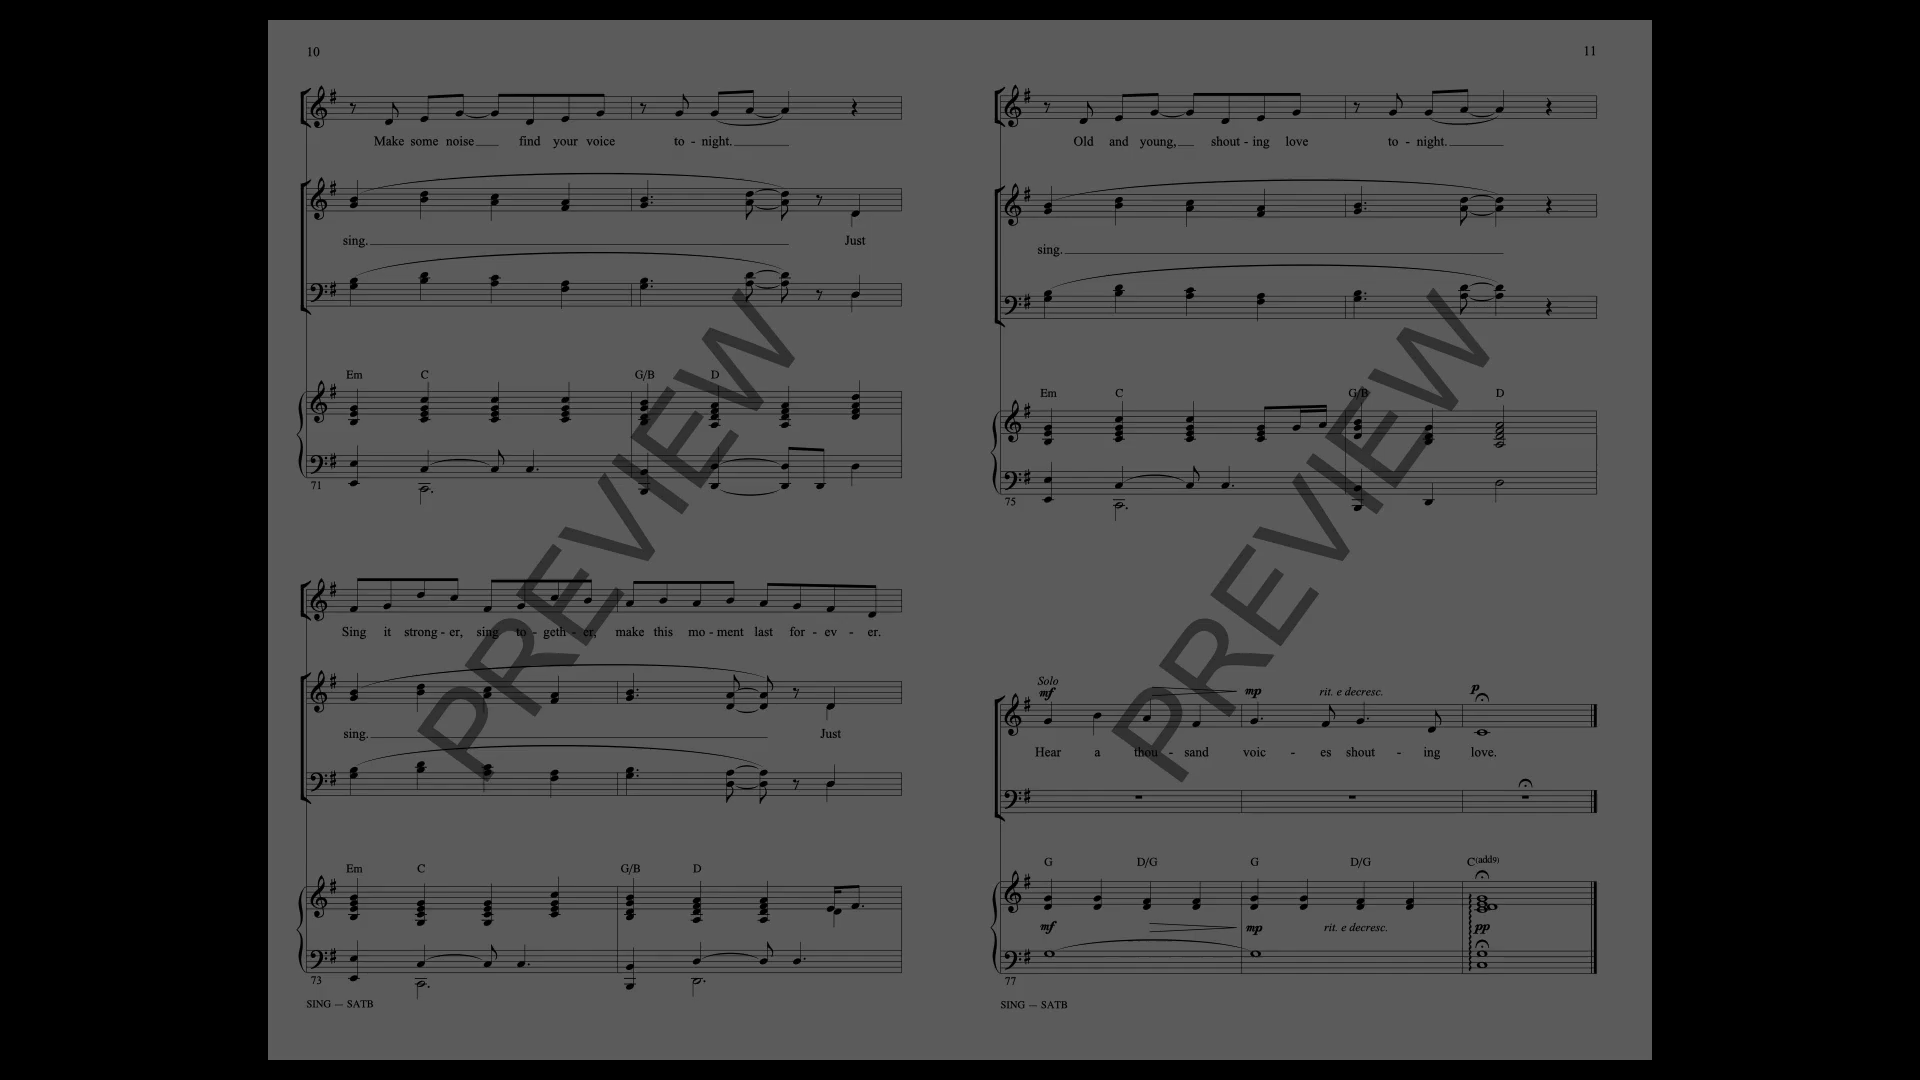 10
Make some noise find your voice to - night.
sing. Just
Em C G/B D
71
Sing it strong - er, sing to - geth - er, make this mo - ment last for - ev - er.
sing. Just
Em C G/B D
73
SING — SATB
PREVIEW
11
Old and young, shout - ing love to - night.
sing.
Em C G/B D
75
Solo
mf mp rit. e decresc. p
Hear a thou - sand voic - es shout - ing love.
G D/G G D/G C(add9)
mf mp rit. e decresc. pp
77
SING — SATB
PREVIEW